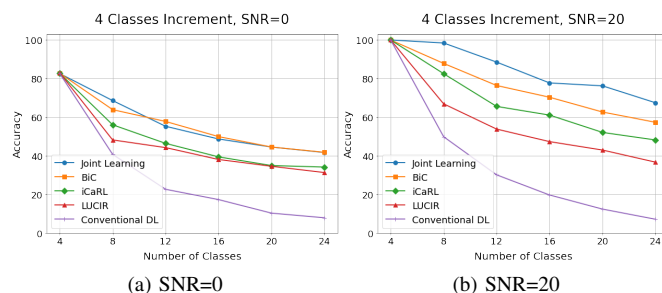 4 Classes Increment, SNR=0
100
80
60
40
20
0
Accuracy
Joint Learning
BiC
iCaRL
LUCIR
Conventional DL
4 8 12 16 20 24
Number of Classes
(a) SNR=0
4 Classes Increment, SNR=20
100
80
60
40
20
0
Accuracy
Joint Learning
BiC
iCaRL
LUCIR
Conventional DL
4 8 12 16 20 24
Number of Classes
(b) SNR=20